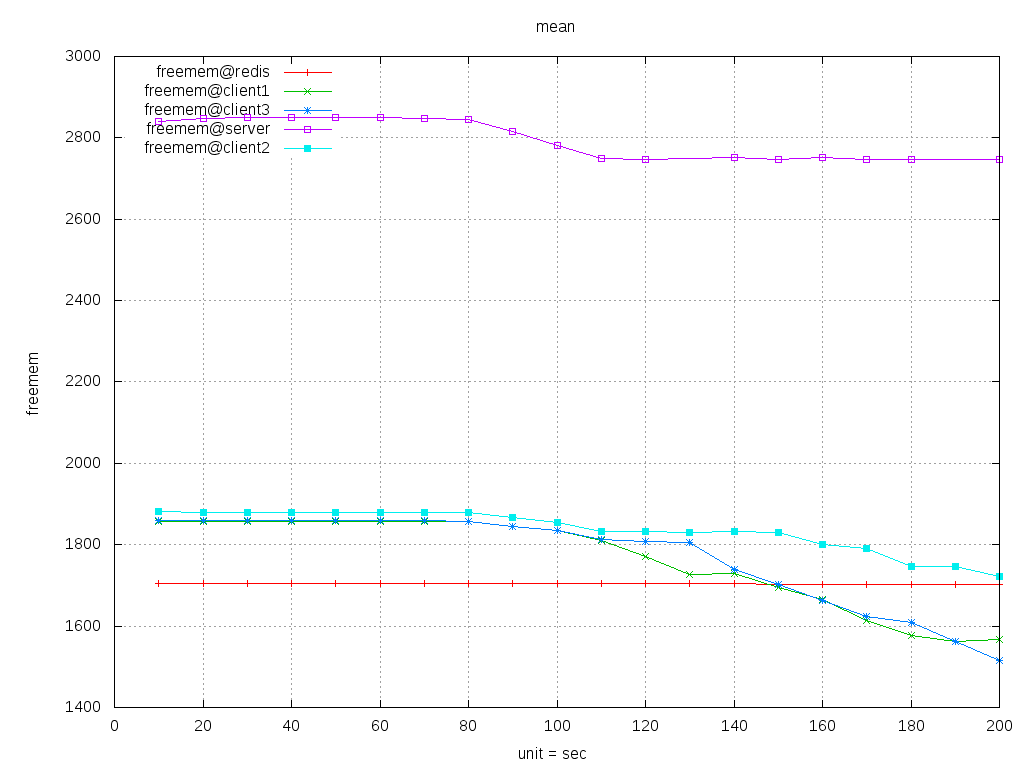 mean
3000
2800
2600
2400
2200
2000
1800
1600
1400
freemem
freemem@redis
freemem@client1
freemem@client3
freemem@server
freemem@client2
0 20 40 60 80 100 120 140 160 180 200
unit = sec